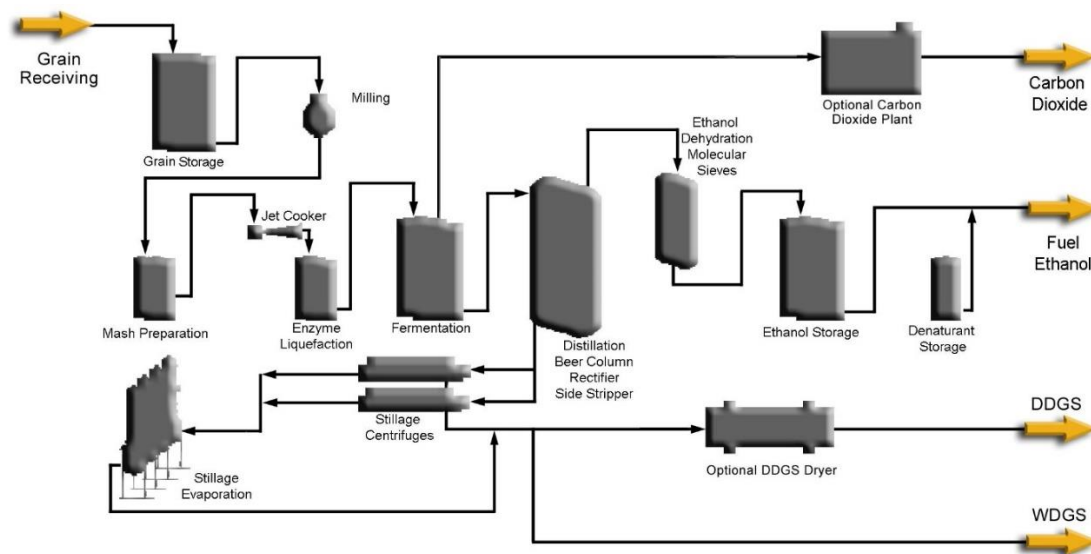 Grain
Receiving
Grain Storage
Milling
Optional Carbon
Dioxide Plant
Carbon
Dioxide
Ethanol
Dehydration
Molecular
Sieves
Jet Cooker
Mash Preparation
Enzyme
Liquefaction
Fermentation
Distillation
Beer Column
Rectifier
Side Stripper
Ethanol Storage
Denaturant
Storage
Fuel
Ethanol
Stillage
Centrifuges
Stillage
Evaporation
Optional DDGS Dryer
DDGS
WDGS